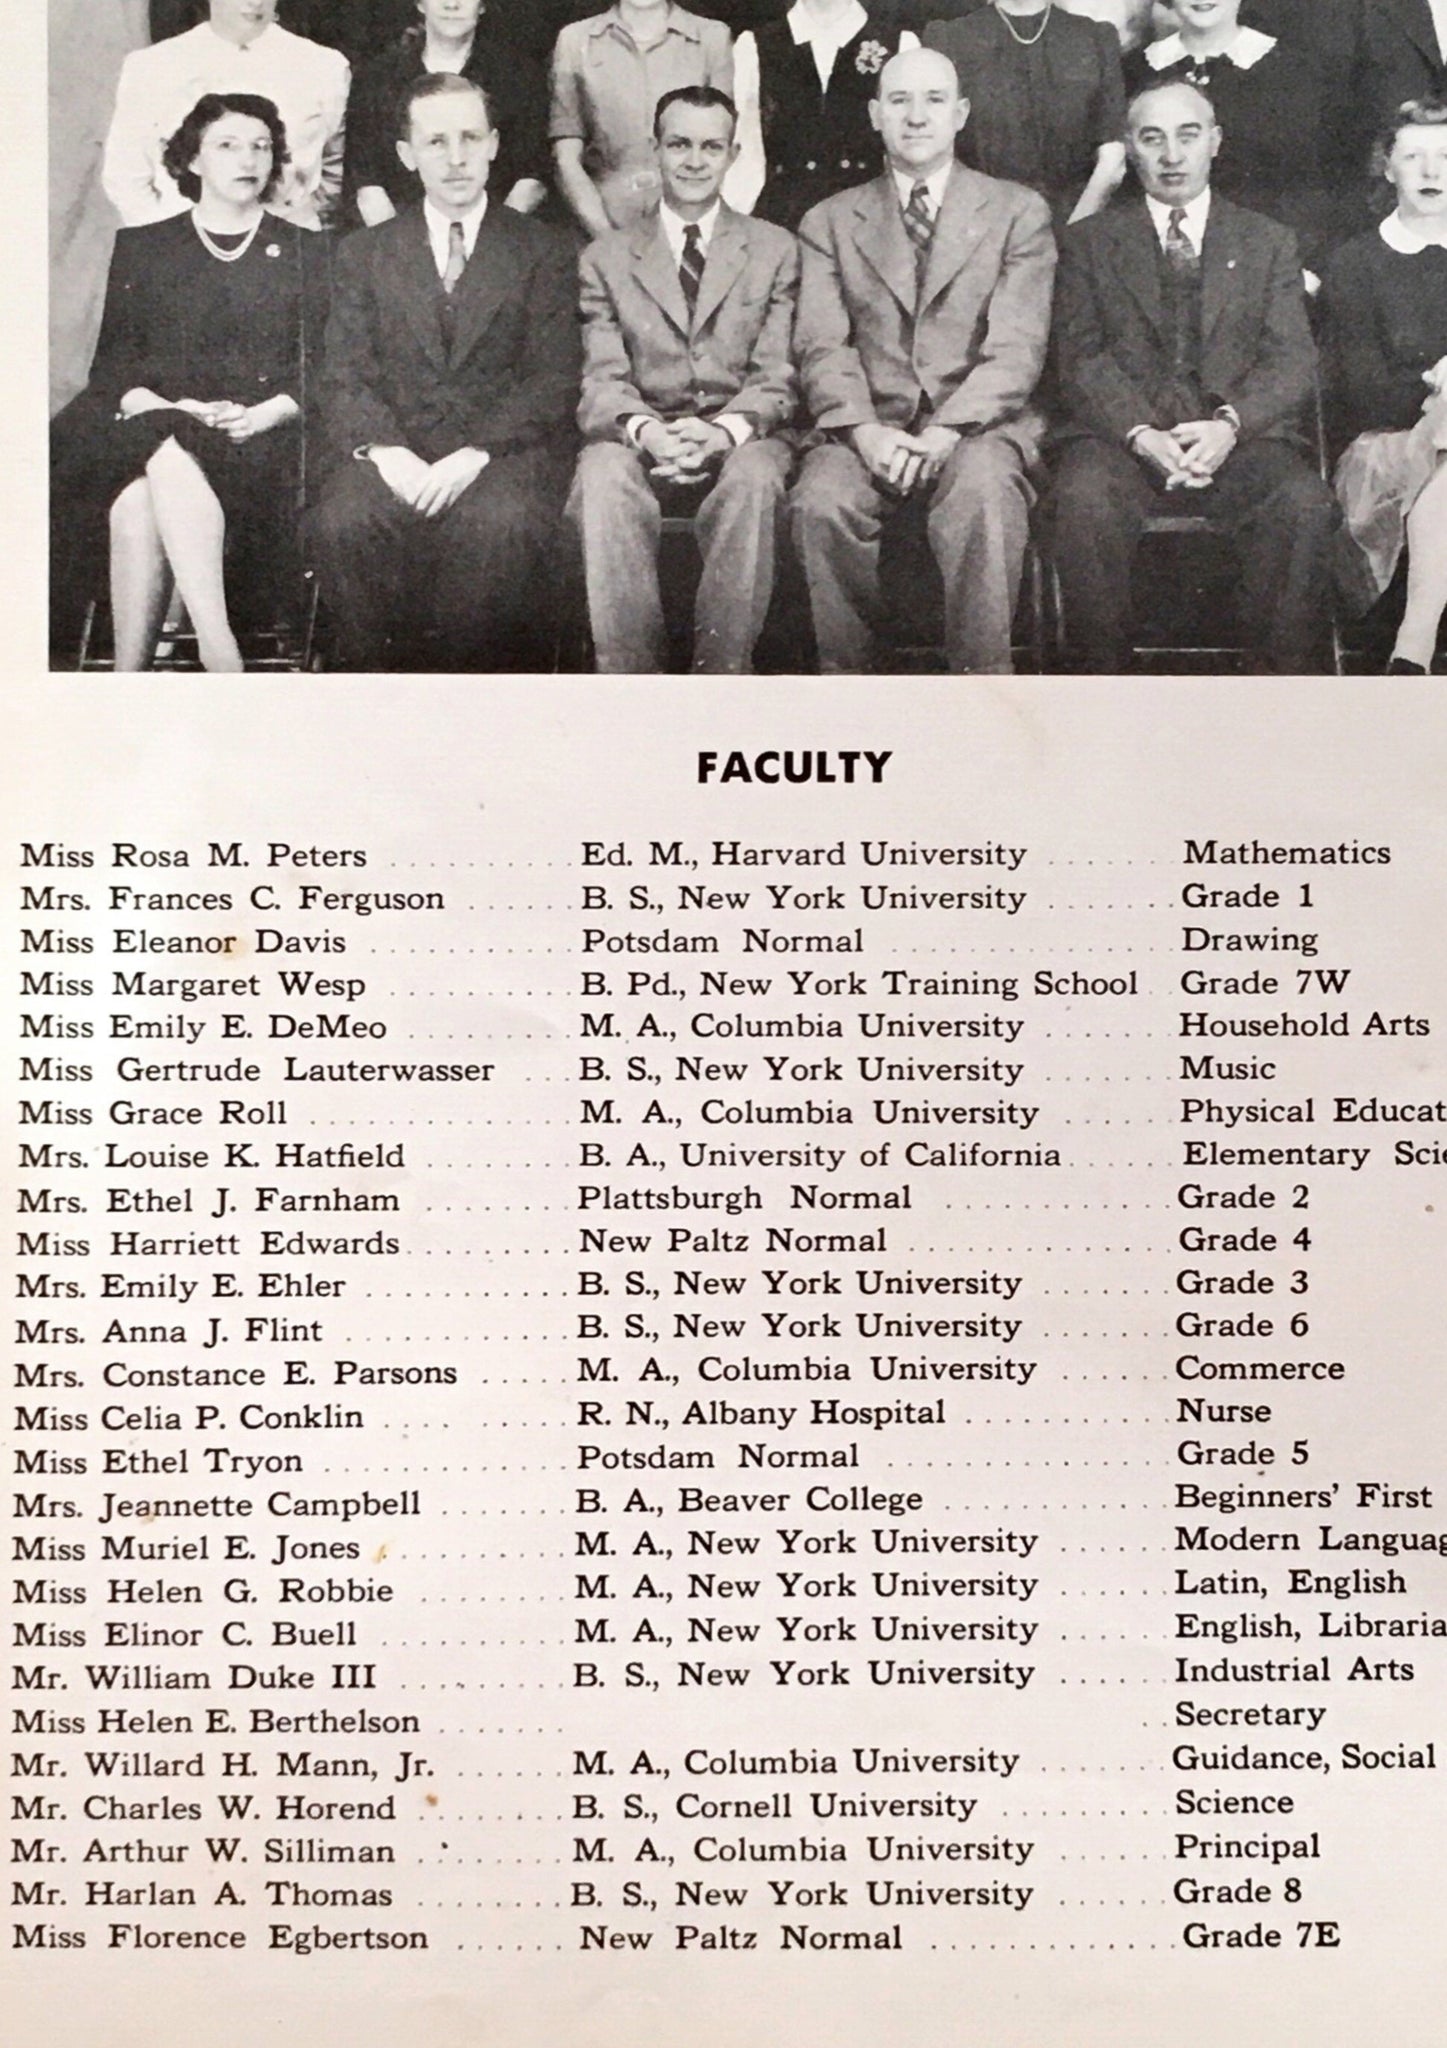 FACULTY
Miss Rosa M. Peters .......... Ed. M., Harvard University ...... Mathematics
Mrs. Frances C. Ferguson ...... B. S., New York University ....... Grade 1
Miss Eleanor Davis ............ Potsdam Normal ............... Drawing
Miss Margaret Wesp .......... B. Pd., New York Training School . Grade 7W
Miss Emily E. DeMeo ......... M. A., Columbia University ....... Household Arts
Miss Gertrude Lauterwasser ... B. S., New York University ....... Music
Miss Grace Roll ............. M. A., Columbia University ...... Physical Educat
Mrs. Louise K. Hatfield ........ B. A., University of California ...... Elementary Scie
Mrs. Ethel J. Farnham ........ Plattsburgh Normal ............ Grade 2
Miss Harriett Edwards ......... New Paltz Normal .............. Grade 4
Mrs. Emily E. Ehler ........... B. S., New York University ....... Grade 3
Mrs. Anna J. Flint ............ B. S., New York University ....... Grade 6
Mrs. Constance E. Parsons ..... M. A., Columbia University ...... Commerce
Miss Celia P. Conklin .... ..... R. N., Albany Hospital ........... Nurse
Miss Ethel Tryon ............. Potsdam Normal ............... Grade 5
Mrs. Jeannette Campbell ....... B. A., Beaver College ............ Beginners' First
Miss Muriel E. Jones .......... M. A., New York University ...... Modern Languag
Miss Helen G. Robbie ........ M. A., New York University ...... Latin, English
Miss Elinor C. Buell .......... M. A., New York University ...... English, Libraria
Mr. William Duke III ......... B. S., New York University ...... Industrial Arts
Miss Helen E. Berthelson ....... .. Secretary
Mr. Willard H. Mann, Jr. ...... M. A., Columbia University ....... Guidance, Social
Mr. Charles W. Horend ........ B. S., Cornell University ......... Science
Mr. Arthur W. Silliman ........ M. A., Columbia University ...... Principal
Mr. Harlan A. Thomas ........ B. S., New York University ...... Grade 8
Miss Florence Egbertson ...... New Paltz Normal ............. Grade 7E